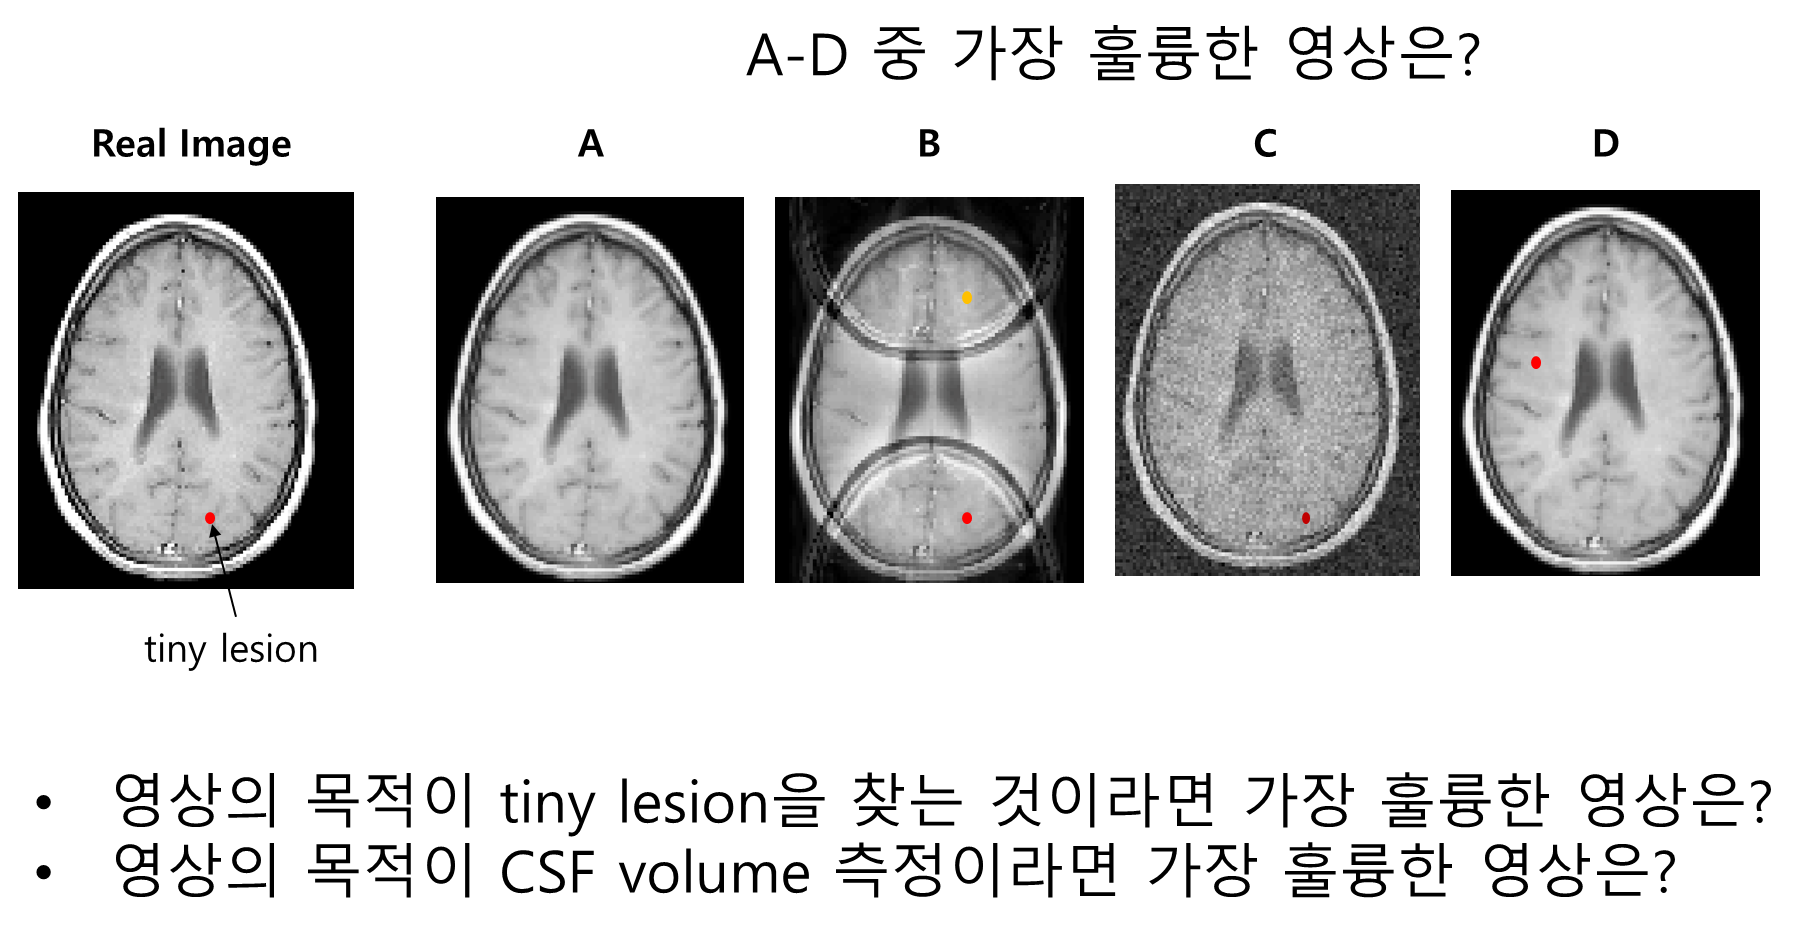 A-D 중 가장 훌륭한 영상은?
Real Image
A
B
C
D
tiny lesion
• 영상의 목적이 tiny lesion을 찾는 것이라면 가장 훌륭한 영상은?
• 영상의 목적이 CSF volume 측정이라면 가장 훌륭한 영상은?